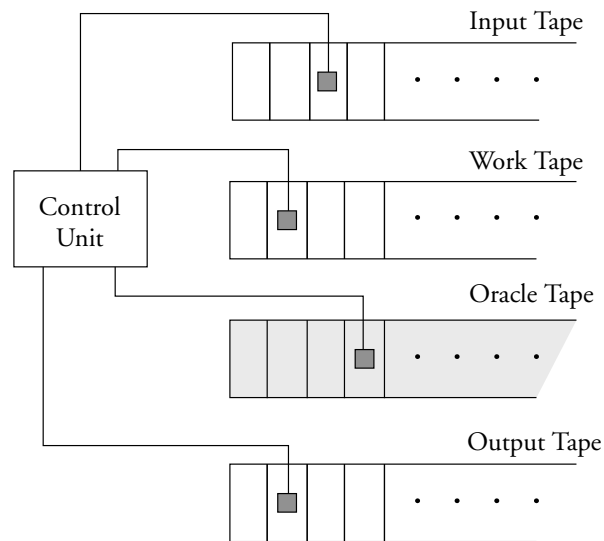 Input Tape
Work Tape
Control
Unit
Oracle Tape
Output Tape